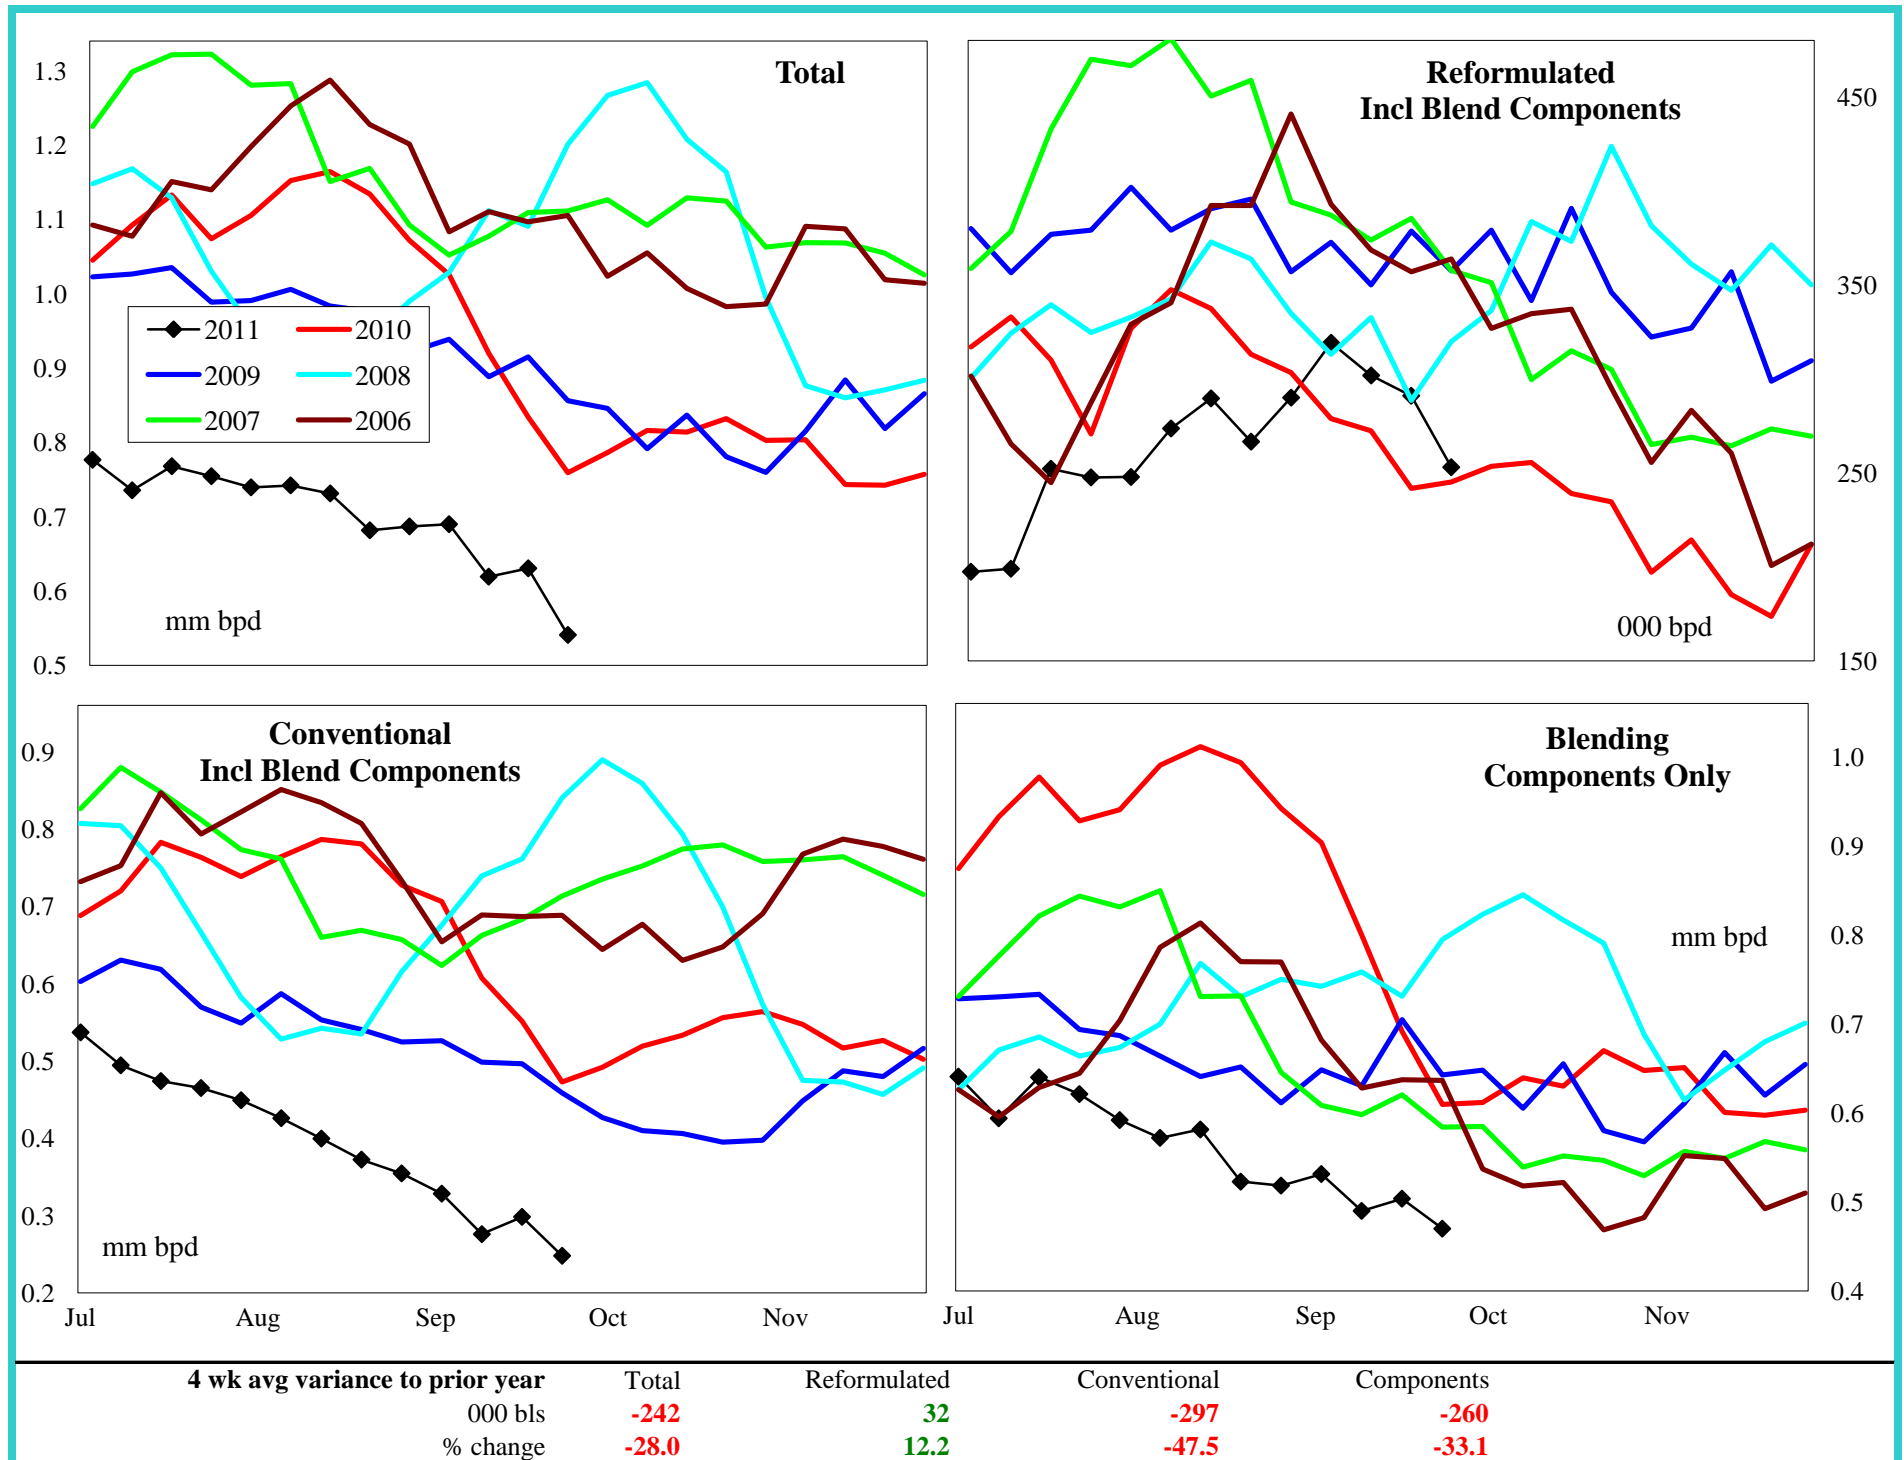 Total
1.3
1.2
1.1
1.0
0.9
0.8
0.7
0.6
0.5
2011 2010
2009 2008
2007 2006
mm bpd
Reformulated
Incl Blend Components
450
350
250
150
000 bpd
Conventional
Incl Blend Components
0.9
0.8
0.7
0.6
0.5
0.4
0.3
0.2
mm bpd
Jul Aug Sep Oct Nov
Blending
Components Only
1.0
0.9
0.8
0.7
0.6
0.5
0.4
mm bpd
Jul Aug Sep Oct Nov
4 wk avg variance to prior year Total Reformulated Conventional Components
000 bls -242 32 -297 -260
% change -28.0 12.2 -47.5 -33.1